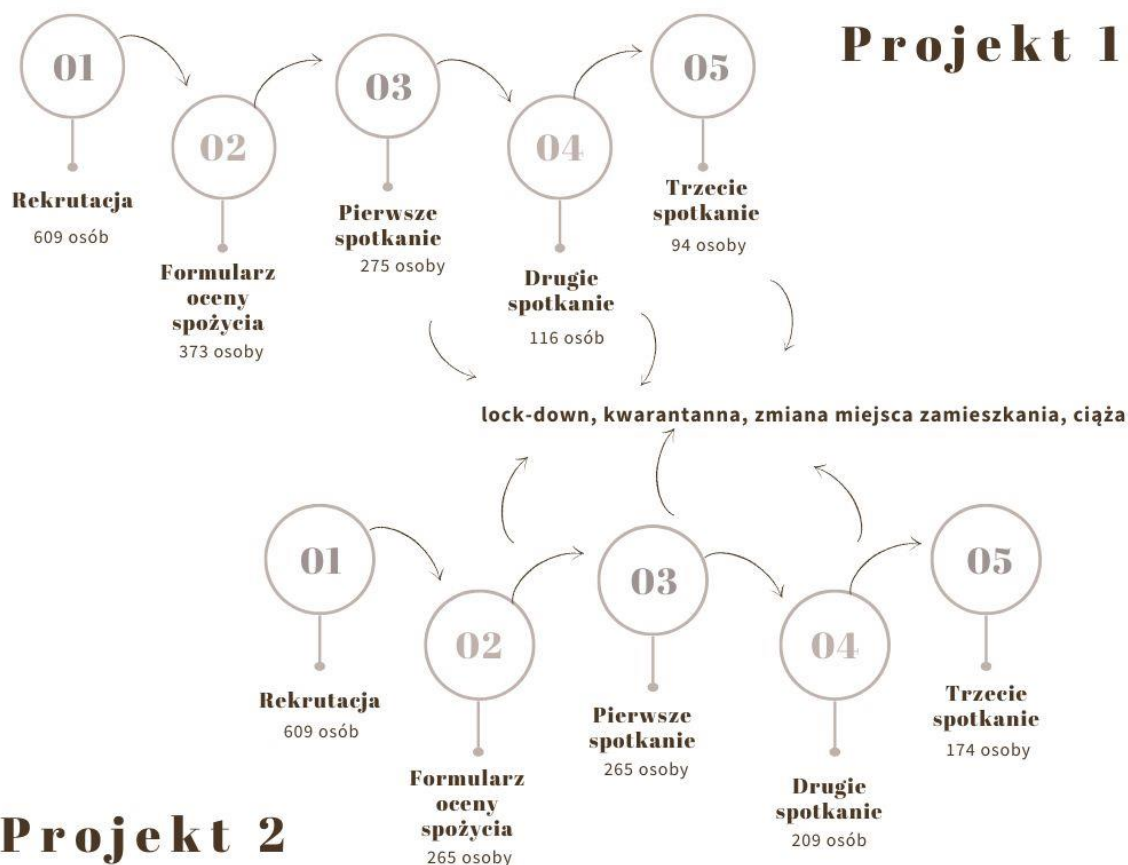 Projekt 1
01
02
03
04
05
Rekrutacja
609 osób
Formularz
oceny
spożycia
373 osoby
Pierwsze
spotkanie
275 osoby
Drugie
spotkanie
116 osób
Trzecie
spotkanie
94 osoby
lock-down, kwarantanna, zmiana miejsca zamieszkania, ciąża
01
02
03
04
05
Rekrutacja
609 osób
Formularz
oceny
spożycia
265 osoby
Pierwsze
spotkanie
265 osoby
Drugie
spotkanie
209 osób
Trzecie
spotkanie
174 osoby
Projekt 2